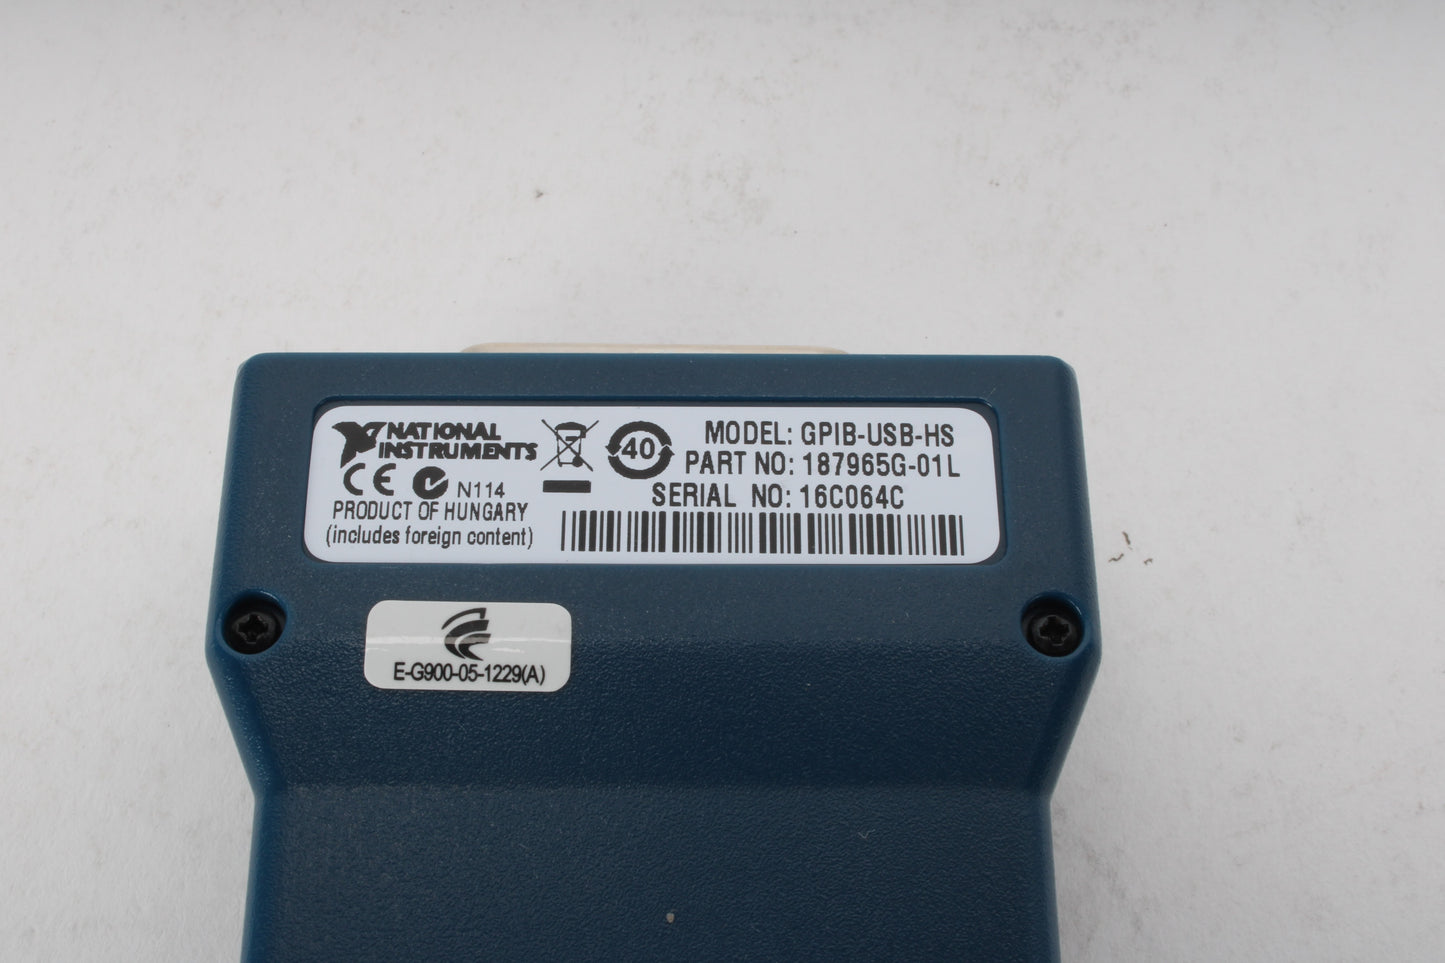 NATIONAL
INSTRUMENTS
N114
PRODUCT OF HUNGARY
(includes foreign content)
40
MODEL: GPIB-USB-HS
PART NO: 187965G-01L
SERIAL NO: 16C064C
E-G900-05-1229(A)